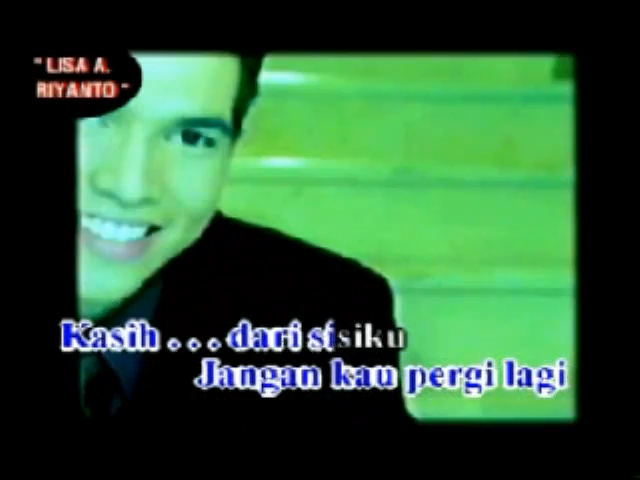 " LISA A.
RIYANTO "
Kasih . . . dari sisiku
Jangan kau pergi lagi